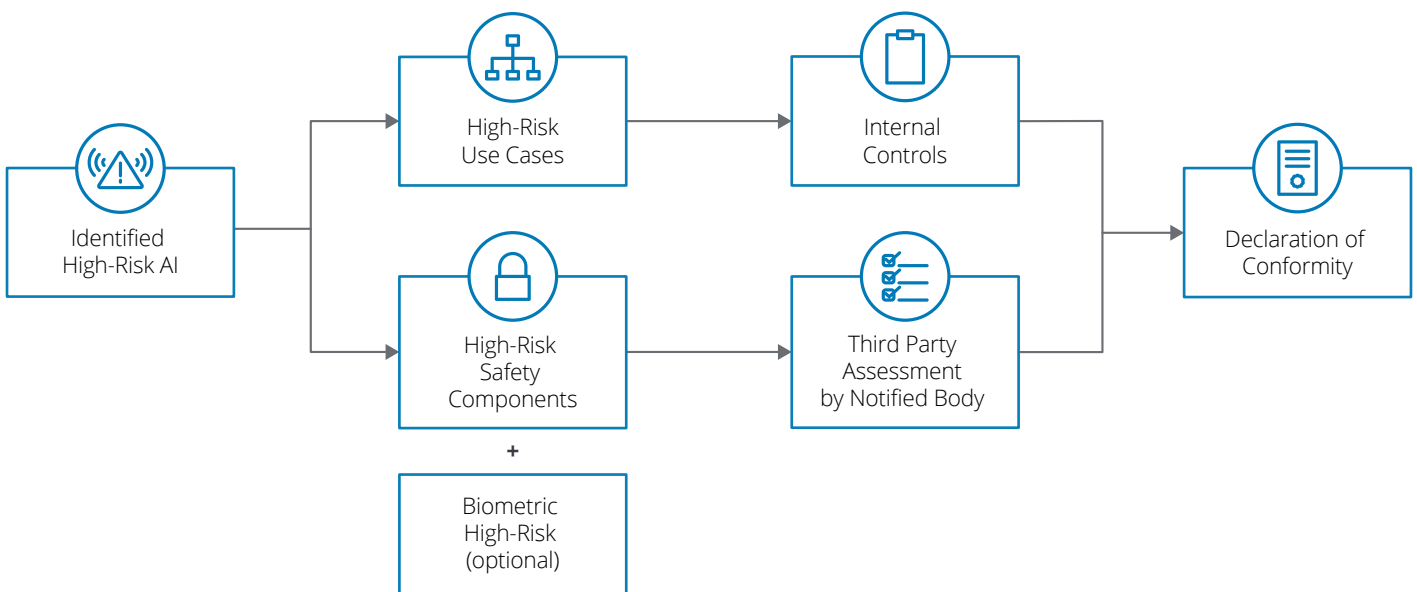 Identified
High-Risk AI
High-Risk
Use Cases
Internal
Controls
High-Risk
Safety
Components
+
Biometric
High-Risk
(optional)
Third Party
Assessment
by Notified Body
Declaration of
Conformity